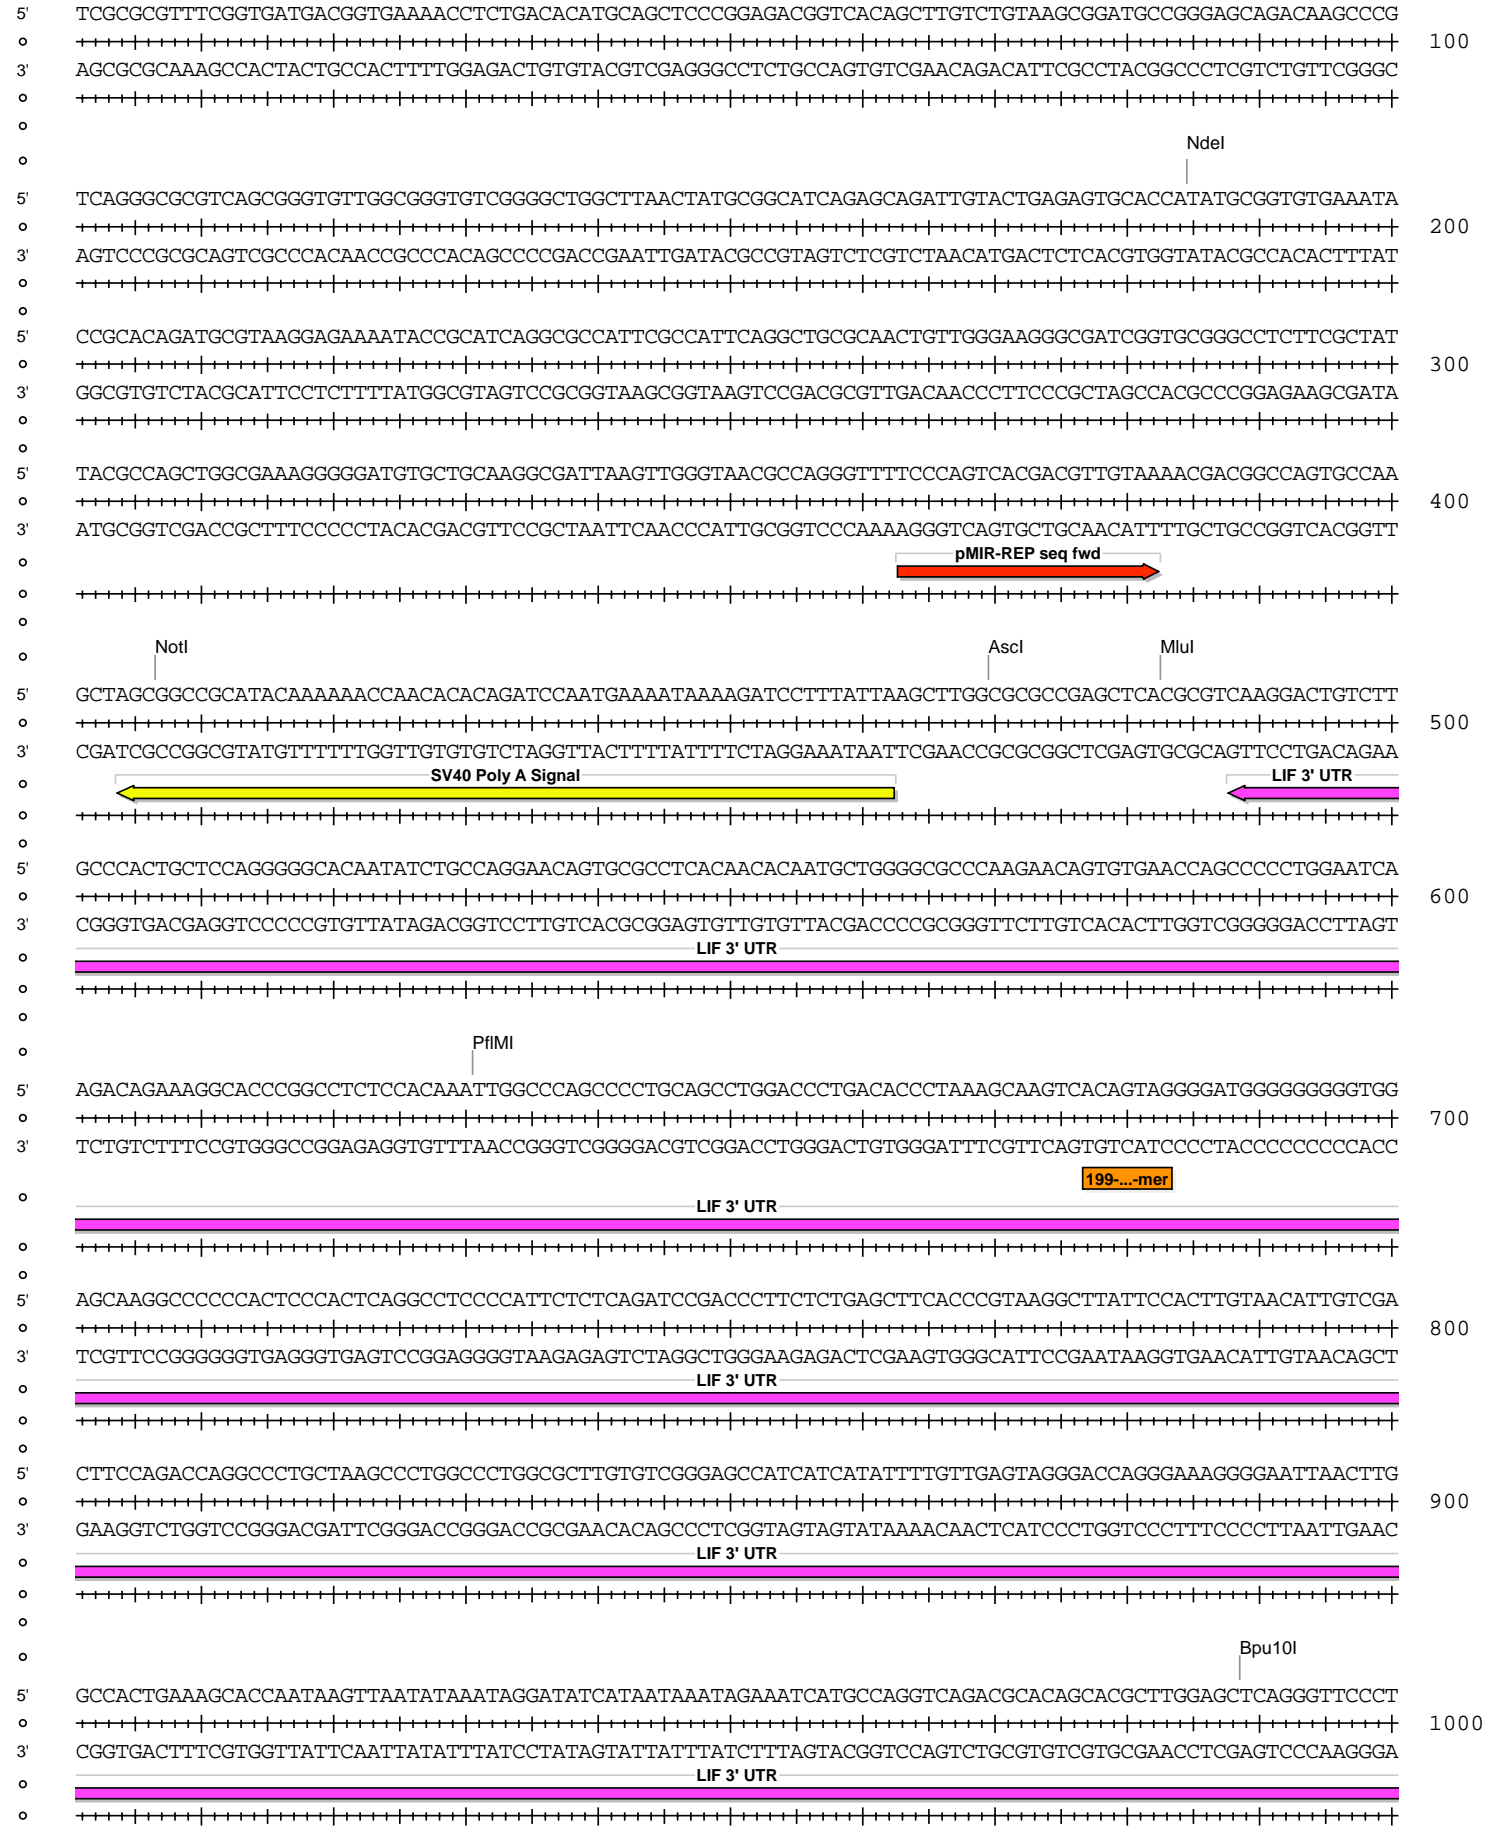 5' TCGCGCGTTTCGGTGATGACGGTGAAAACCTCTGACACATGCAGCTCCCGGAGACGGTCACAGCTTGTCTGTAAGCGGATGCCGGGAGCAGACAAGCCCG
100
3' AGCGCGCAAAGCCACTACTGCCACTTTTGGAGACTGTGTACGTCGAGGGCCTCTGCCAGTGTCGAACAGACATTCGCCTACGGCCCTCGTCTGTTCGGGC
NdeI
5' TCAGGGCGCGTCAGCGGGTGTTGGCGGGTGTCGGGGCTGGCTTAACTATGCGGCATCAGAGCAGATTGTACTGAGAGTGCACCATATGCGGTGTGAAATA
200
3' AGTCCCGCGCAGTCGCCCACAACCGCCCACAGCCCCGACCGAATTGATACGCCGTAGTCTCGTCTAACATGACTCTCACGTGGTATACGCCACACTTTAT
5' CCGCACAGATGCGTAAGGAGAAAATACCGCATCAGGCGCCATTCGCCATTCAGGCTGCGCAACTGTTGGGAAGGGCGATCGGTGCGGGCCTCTTCGCTAT
300
3' GGCGTGTCTACGCATTCCTCTTTTATGGCGTAGTCCGCGGTAAGCGGTAAGTCCGACGCGTTGACAACCCTTCCCGCTAGCCACGCCCGGAGAAGCGATA
5' TACGCCAGCTGGCGAAAGGGGGATGTGCTGCAAGGCGATTAAGTTGGGTAACGCCAGGGTTTTCCCAGTCACGACGTTGTAAAACGACGGCCAGTGCCAA
400
3' ATGCGGTCGACCGCTTTCCCCCTACACGACGTTCCGCTAATTCAACCCATTGCGGTCCCAAAAGGGTCAGTGCTGCAACATTTTGCTGCCGGTCACGGTT
pMIR-REP seq fwd
NotI AscI MluI
5' GCTAGCGGCCGCATACAAAAAACCAACACACAGATCCAATGAAAATAAAAGATCCTTTATTAAGCTTGGCGCGCCGAGCTCACGCGTCAAGGACTGTCTT
500
3' CGATCGCCGGCGTATGTTTTTTGGTTGTGTGTCTAGGTTACTTTTATTTTCTAGGAAATAATTCGAACCGCGCGGCTCGAGTGCGCAGTTCCTGACAGAA
SV40 Poly A Signal LIF 3' UTR
5' GCCCACTGCTCCAGGGGGCACAATATCTGCCAGGAACAGTGCGCCTCACAACACAATGCTGGGGCGCCCAAGAACAGTGTGAACCAGCCCCCTGGAATCA
600
3' CGGGTGACGAGGTCCCCCGTGTTATAGACGGTCCTTGTCACGCGGAGTGTTGTGTTACGACCCCGCGGGTTCTTGTCACACTTGGTCGGGGGACCTTAGT
LIF 3' UTR
PflMI
5' AGACAGAAAGGCACCCGGCCTCTCCACAAATTGGCCCAGCCCCTGCAGCCTGGACCCTGACACCCTAAAGCAAGTCACAGTAGGGGATGGGGGGGGGTGG
700
3' TCTGTCTTTCCGTGGGCCGGAGAGGTGTTTAACCGGGTCGGGGACGTCGGACCTGGGACTGTGGGATTTCGTTCAGTGTCATCCCCTACCCCCCCCCACC
199-...-mer
LIF 3' UTR
5' AGCAAGGCCCCCCACTCCCACTCAGGCCTCCCCATTCTCTCAGATCCGACCCTTCTCTGAGCTTCACCCGTAAGGCTTATTCCACTTGTAACATTGTCGA
800
3' TCGTTCCGGGGGGTGAGGGTGAGTCCGGAGGGGTAAGAGAGTCTAGGCTGGGAAGAGACTCGAAGTGGGCATTCCGAATAAGGTGAACATTGTAACAGCT
LIF 3' UTR
5' CTTCCAGACCAGGCCCTGCTAAGCCCTGGCCCTGGCGCTTGTGTCGGGAGCCATCATCATATTTTGTTGAGTAGGGACCAGGGAAAGGGGAATTAACTTG
900
3' GAAGGTCTGGTCCGGGACGATTCGGGACCGGGACCGCGAACACAGCCCTCGGTAGTAGTATAAAACAACTCATCCCTGGTCCCTTTCCCCTTAATTGAAC
LIF 3' UTR
Bpu10I
5' GCCACTGAAAGCACCAATAAGTTAATATAAATAGGATATCATAATAAATAGAAATCATGCCAGGTCAGACGCACAGCACGCTTGGAGCTCAGGGTTCCCT
1000
3' CGGTGACTTTCGTGGTTATTCAATTATATTTATCCTATAGTATTATTTATCTTTAGTACGGTCCAGTCTGCGTGTCGTGCGAACCTCGAGTCCCAAGGGA
LIF 3' UTR